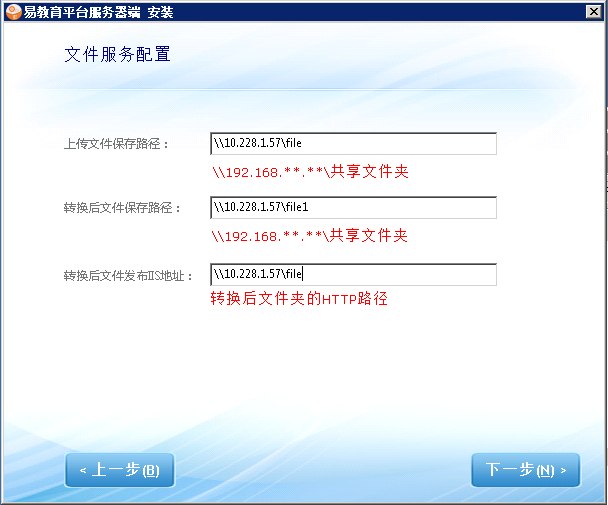 易教育平台服务器端 安装
文件服务配置
上传文件保存路径： \\10.228.1.57\file
\\192.168.**.**\共享文件夹
转换后文件保存路径： \\10.228.1.57\file1
\\192.168.**.**\共享文件夹
转换后文件发布IIS地址： \\10.228.1.57\file
转换后文件夹的HTTP路径
< 上一步(B) 下一步(N) >